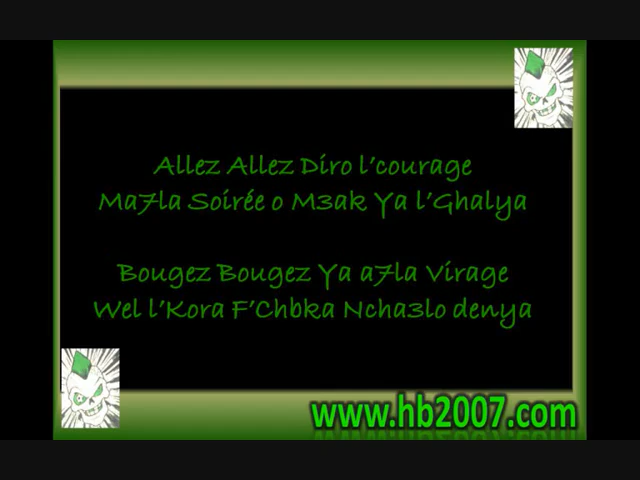 Allez Allez Diro l'courage
Ma7la Soirée o M3ak Ya l'Ghalya
Bougez Bougez Ya a7la Virage
Wel l'Kora F'Chbka Ncha3lo denya
www.hb2007.com